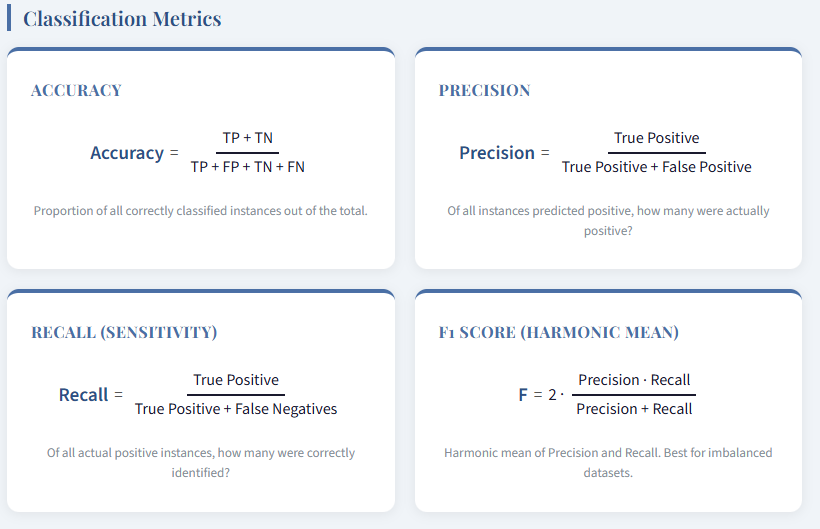 Classification Metrics
ACCURACY
Accuracy =
TP + TN
TP + FP + TN + FN
Proportion of all correctly classified instances out of the total.
PRECISION
Precision =
True Positive
True Positive + False Positive
Of all instances predicted positive, how many were actually
positive?
RECALL (SENSITIVITY)
Recall =
True Positive
True Positive + False Negatives
Of all actual positive instances, how many were correctly
identified?
F1 SCORE (HARMONIC MEAN)
F = 2 ·
Precision · Recall
Precision + Recall
Harmonic mean of Precision and Recall. Best for imbalanced
datasets.